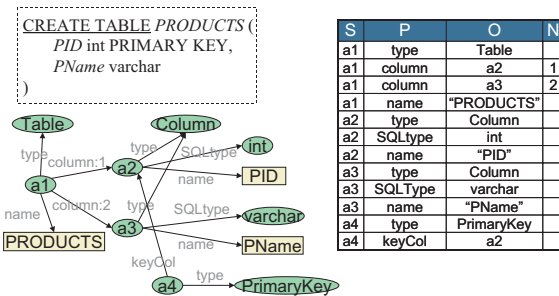 CREATE TABLE PRODUCTS (
PID int PRIMARY KEY,
PName varchar
)
Table
Column
type
column:1
type
SQLtype
int
a1
a2
name
PID
name
column:2
type
SQLType
varchar
PRODUCTS
a3
name
PName
keyCol
type
a4
PrimaryKey
S P O N
a1 type Table
a1 column a2 1
a1 column a3 2
a1 name “PRODUCTS”
a2 type Column
a2 SQLtype int
a2 name “PID”
a3 type Column
a3 SQLType varchar
a3 name “PName”
a4 type PrimaryKey
a4 keyCol a2